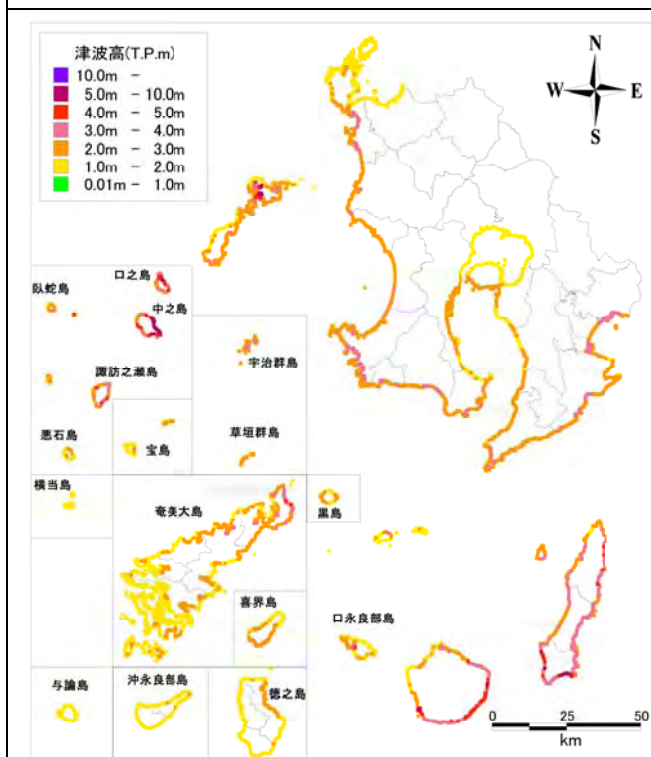 津波高(T.P.m)
10.0m -
5.0m - 10.0m
4.0m - 5.0m
3.0m - 4.0m
2.0m - 3.0m
1.0m - 2.0m
0.01m - 1.0m
N
W E
S
口之島
臥蛇島
中之島
宇治群島
諏訪之瀬島
悪石島
宝島
草垣群島
横当島
奄美大島
黒島
喜界島
口永良部島
与論島
沖永良部島
徳之島
0 25 50
km